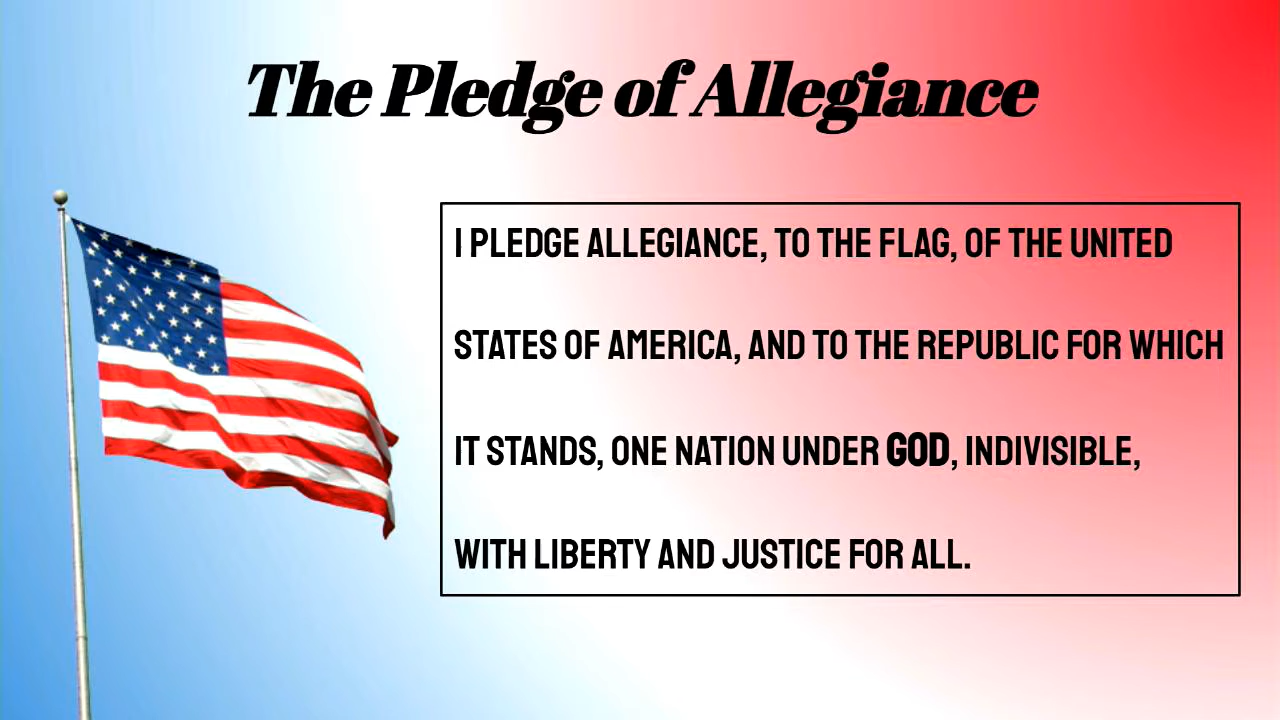 The Pledge of Allegiance
I PLEDGE ALLEGIANCE, TO THE FLAG, OF THE UNITED
STATES OF AMERICA, AND TO THE REPUBLIC FOR WHICH
IT STANDS, ONE NATION UNDER GOD, INDIVISIBLE,
WITH LIBERTY AND JUSTICE FOR ALL.